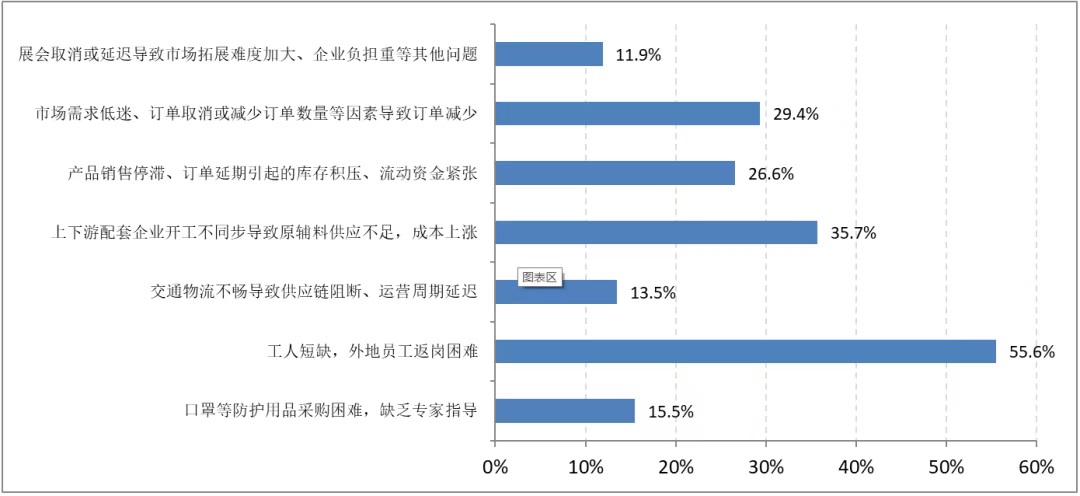 展会取消或延迟导致市场拓展难度加大、企业负担重等其他问题
11.9%
市场需求低迷、订单取消或减少订单数量等因素导致订单减少
29.4%
产品销售停滞、订单延期引起的库存积压、流动资金紧张
26.6%
上下游配套企业开工不同步导致原辅料供应不足，成本上涨
35.7%
图表区
交通物流不畅导致供应链阻断、运营周期延迟
13.5%
工人短缺，外地员工返岗困难
55.6%
口罩等防护用品采购困难，缺乏专家指导
15.5%
0% 10% 20% 30% 40% 50% 60%